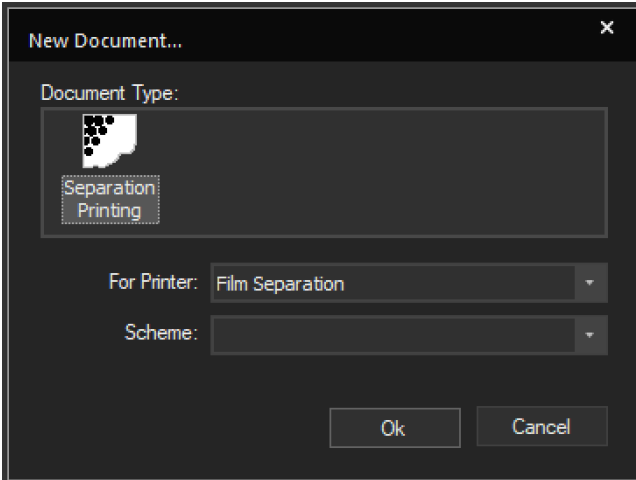 New Document...
Document Type:
Separation
Printing
For Printer: Film Separation
Scheme:
Ok Cancel